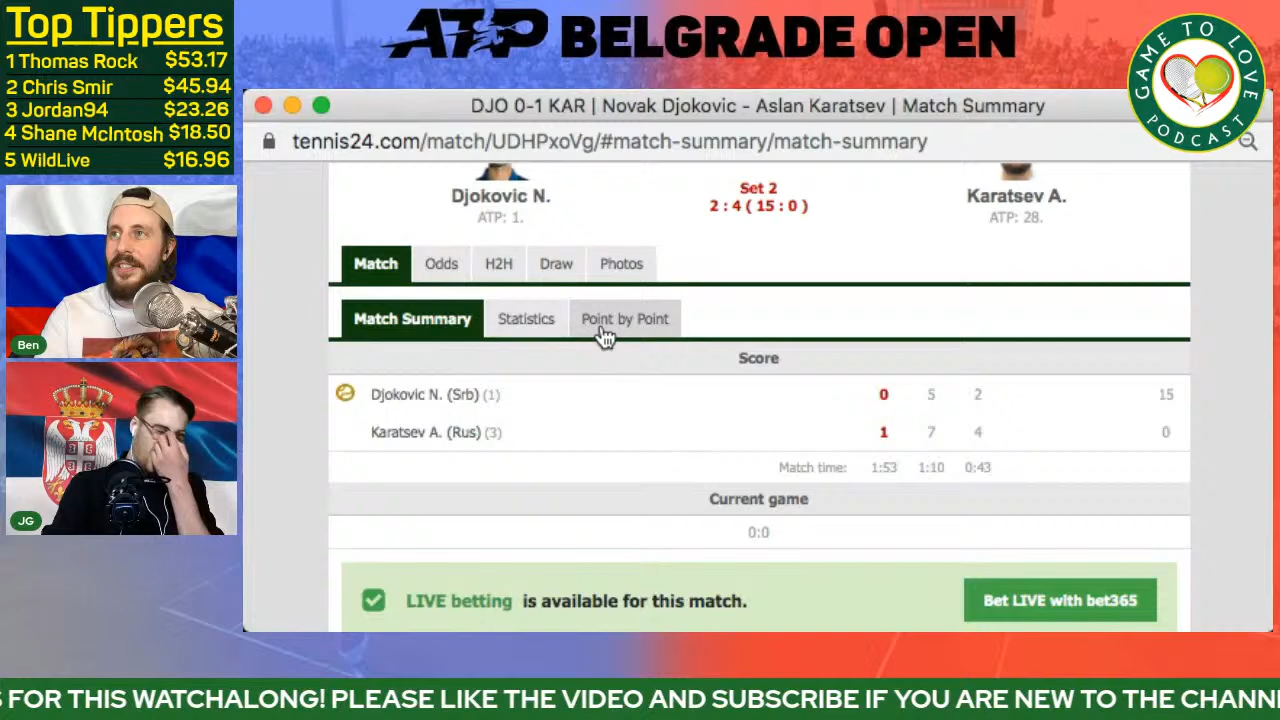 Top Tippers
1 Thomas Rock $53.17
2 Chris Smir $45.94
3 Jordan94 $23.26
4 Shane McIntosh $18.50
5 WildLive $16.96
Ben
JG
ATP BELGRADE OPEN
GAME TO LOVE
PODCAST
DJO 0-1 KAR | Novak Djokovic - Aslan Karatsev | Match Summary
tennis24.com/match/UDHPxoVg/#match-summary/match-summary
Djokovic N.
ATP: 1.
Set 2
2 : 4 ( 15 : 0 )
Karatsev A.
ATP: 28.
Match Odds H2H Draw Photos
Match Summary Statistics Point by Point
Score
Djokovic N. (Srb) (1) 0 5 2 15
Karatsev A. (Rus) (3) 1 7 4 0
Match time: 1:53 1:10 0:43
Current game
0:0
LIVE betting is available for this match.
Bet LIVE with bet365
S FOR THIS WATCHALONG! PLEASE LIKE THE VIDEO AND SUBSCRIBE IF YOU ARE NEW TO THE CHANN